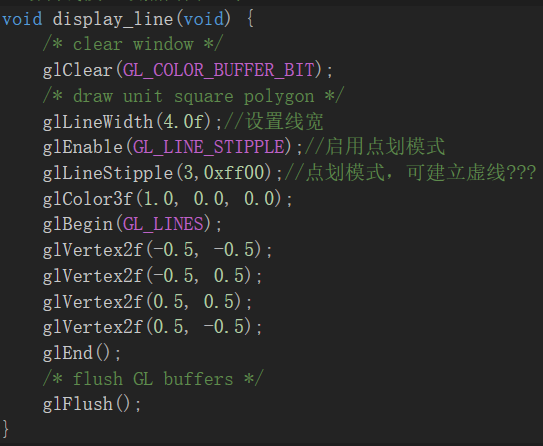 void display_line(void) {
/* clear window */
glClear(GL_COLOR_BUFFER_BIT);
/* draw unit square polygon */
glLineWidth(4.0f);//设置线宽
glEnable(GL_LINE_STIPPLE);//启用点划模式
glLineStipple(3,0xff00);//点划模式，可建立虚线???
glColor3f(1.0, 0.0, 0.0);
glBegin(GL_LINES);
glVertex2f(-0.5, -0.5);
glVertex2f(-0.5, 0.5);
glVertex2f(0.5, 0.5);
glVertex2f(0.5, -0.5);
glEnd();
/* flush GL buffers */
glFlush();
}